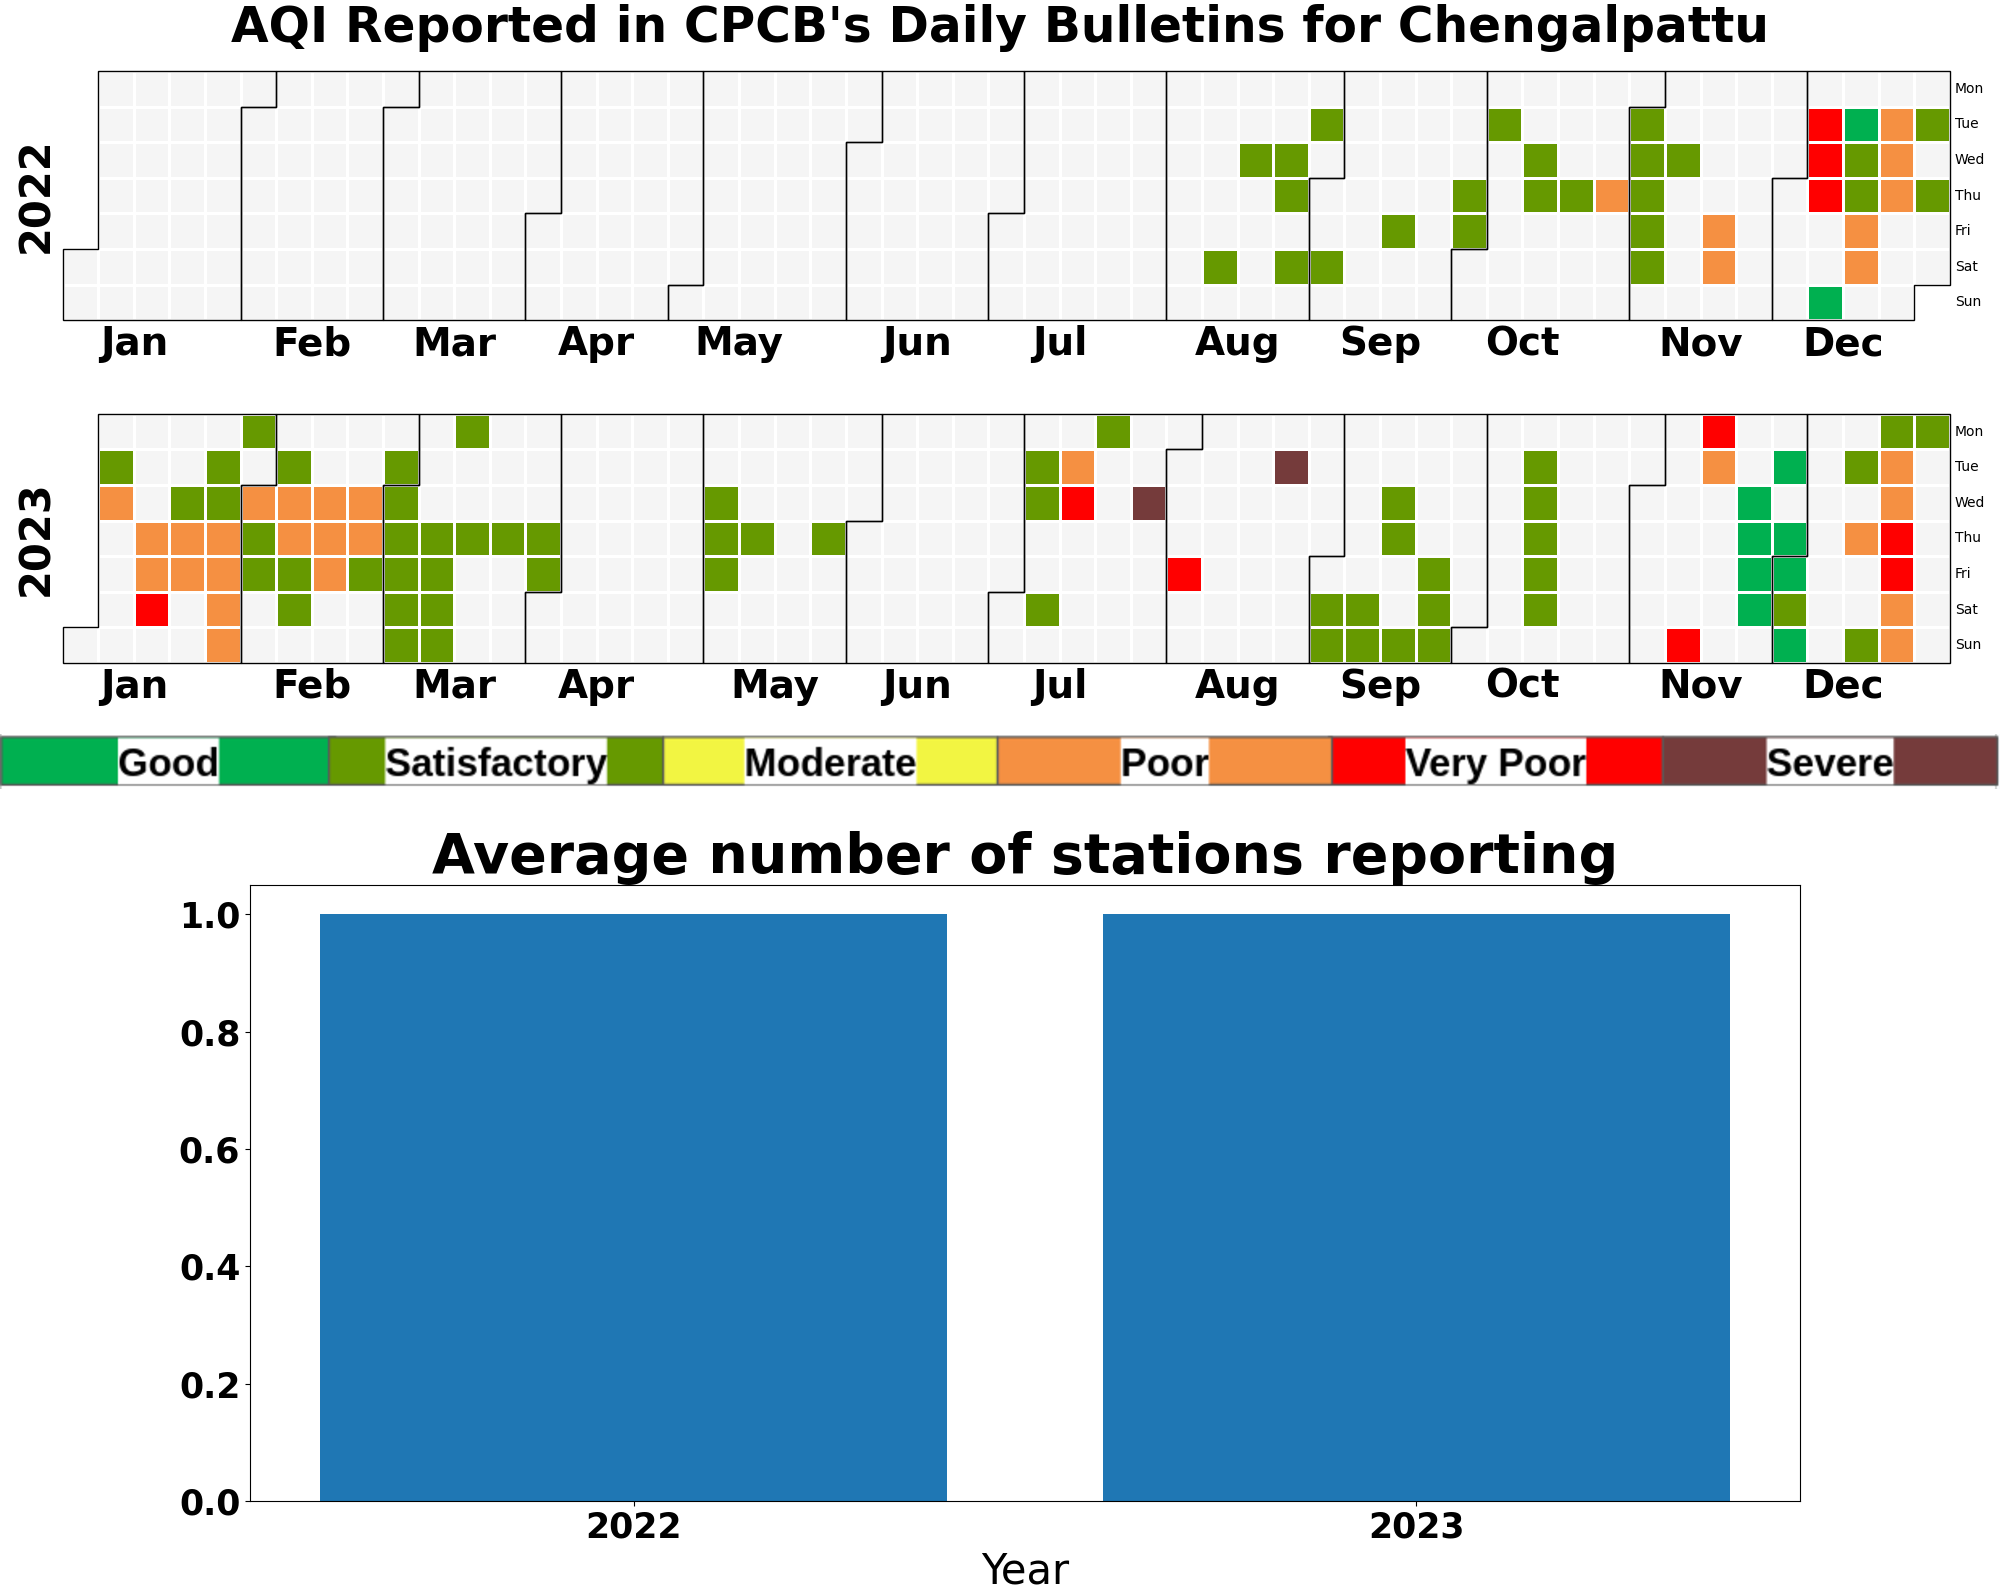 AQI Reported in CPCB's Daily Bulletins for Chengalpattu
2022
Mon
Tue
Wed
Thu
Fri
Sat
Sun
Jan Feb Mar Apr May Jun Jul Aug Sep Oct Nov Dec
2023
Mon
Tue
Wed
Thu
Fri
Sat
Sun
Jan Feb Mar Apr May Jun Jul Aug Sep Oct Nov Dec
Good Satisfactory Moderate Poor Very Poor Severe
Average number of stations reporting
1.0
0.8
0.6
0.4
0.2
0.0
2022 2023
Year